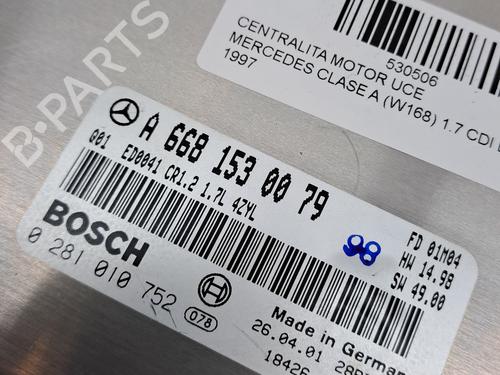 530506
CENTRALITA MOTOR UCE
MERCEDES CLASE A (W168) 1.7 CDI
1997
B-PARTS
A 668 153 00 79
Q01 ED0041 CR1.2 1.7L 4ZYL
98
FD 01M04
HW 14.98
SW 49.00
BOSCH
0 281 010 752
078
Made in German
26.04.01
18426